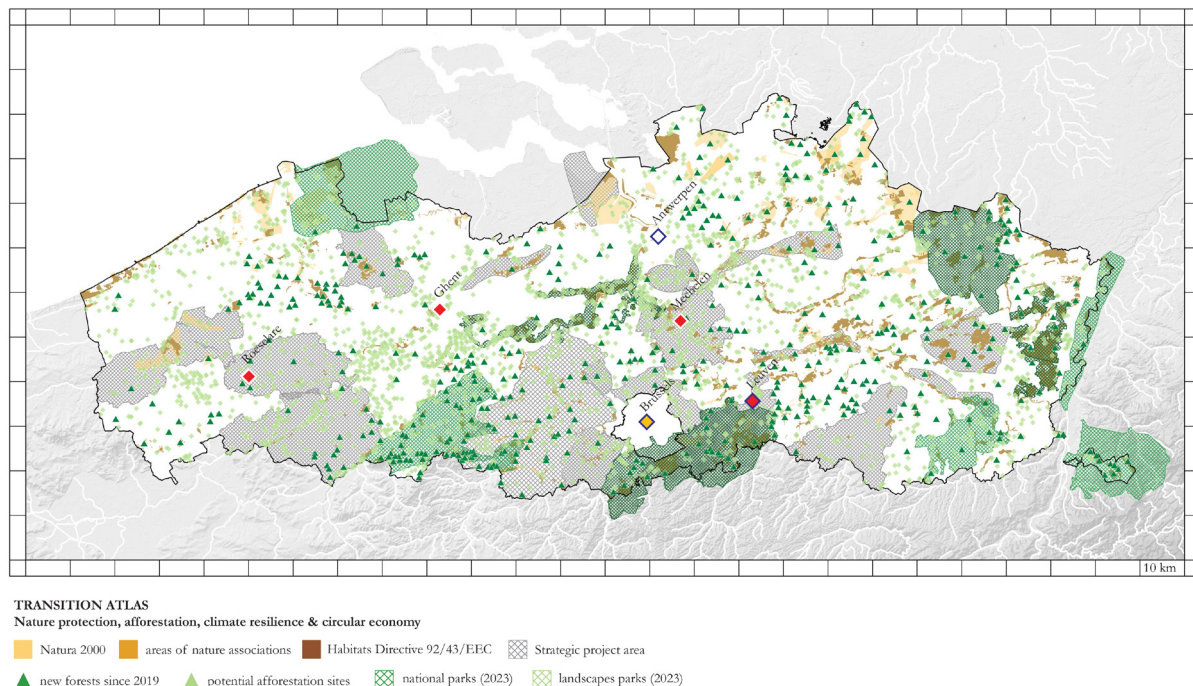 Antwerpen
Ghent
Mechelen
Roeselare
Brussels
Leuven
10 km
TRANSITION ATLAS
Nature protection, afforestation, climate resilience & circular economy
Natura 2000 areas of nature associations Habitats Directive 92/43/EEC Strategic project area
new forests since 2019 potential afforestation sites national parks (2023) landscapes parks (2023)